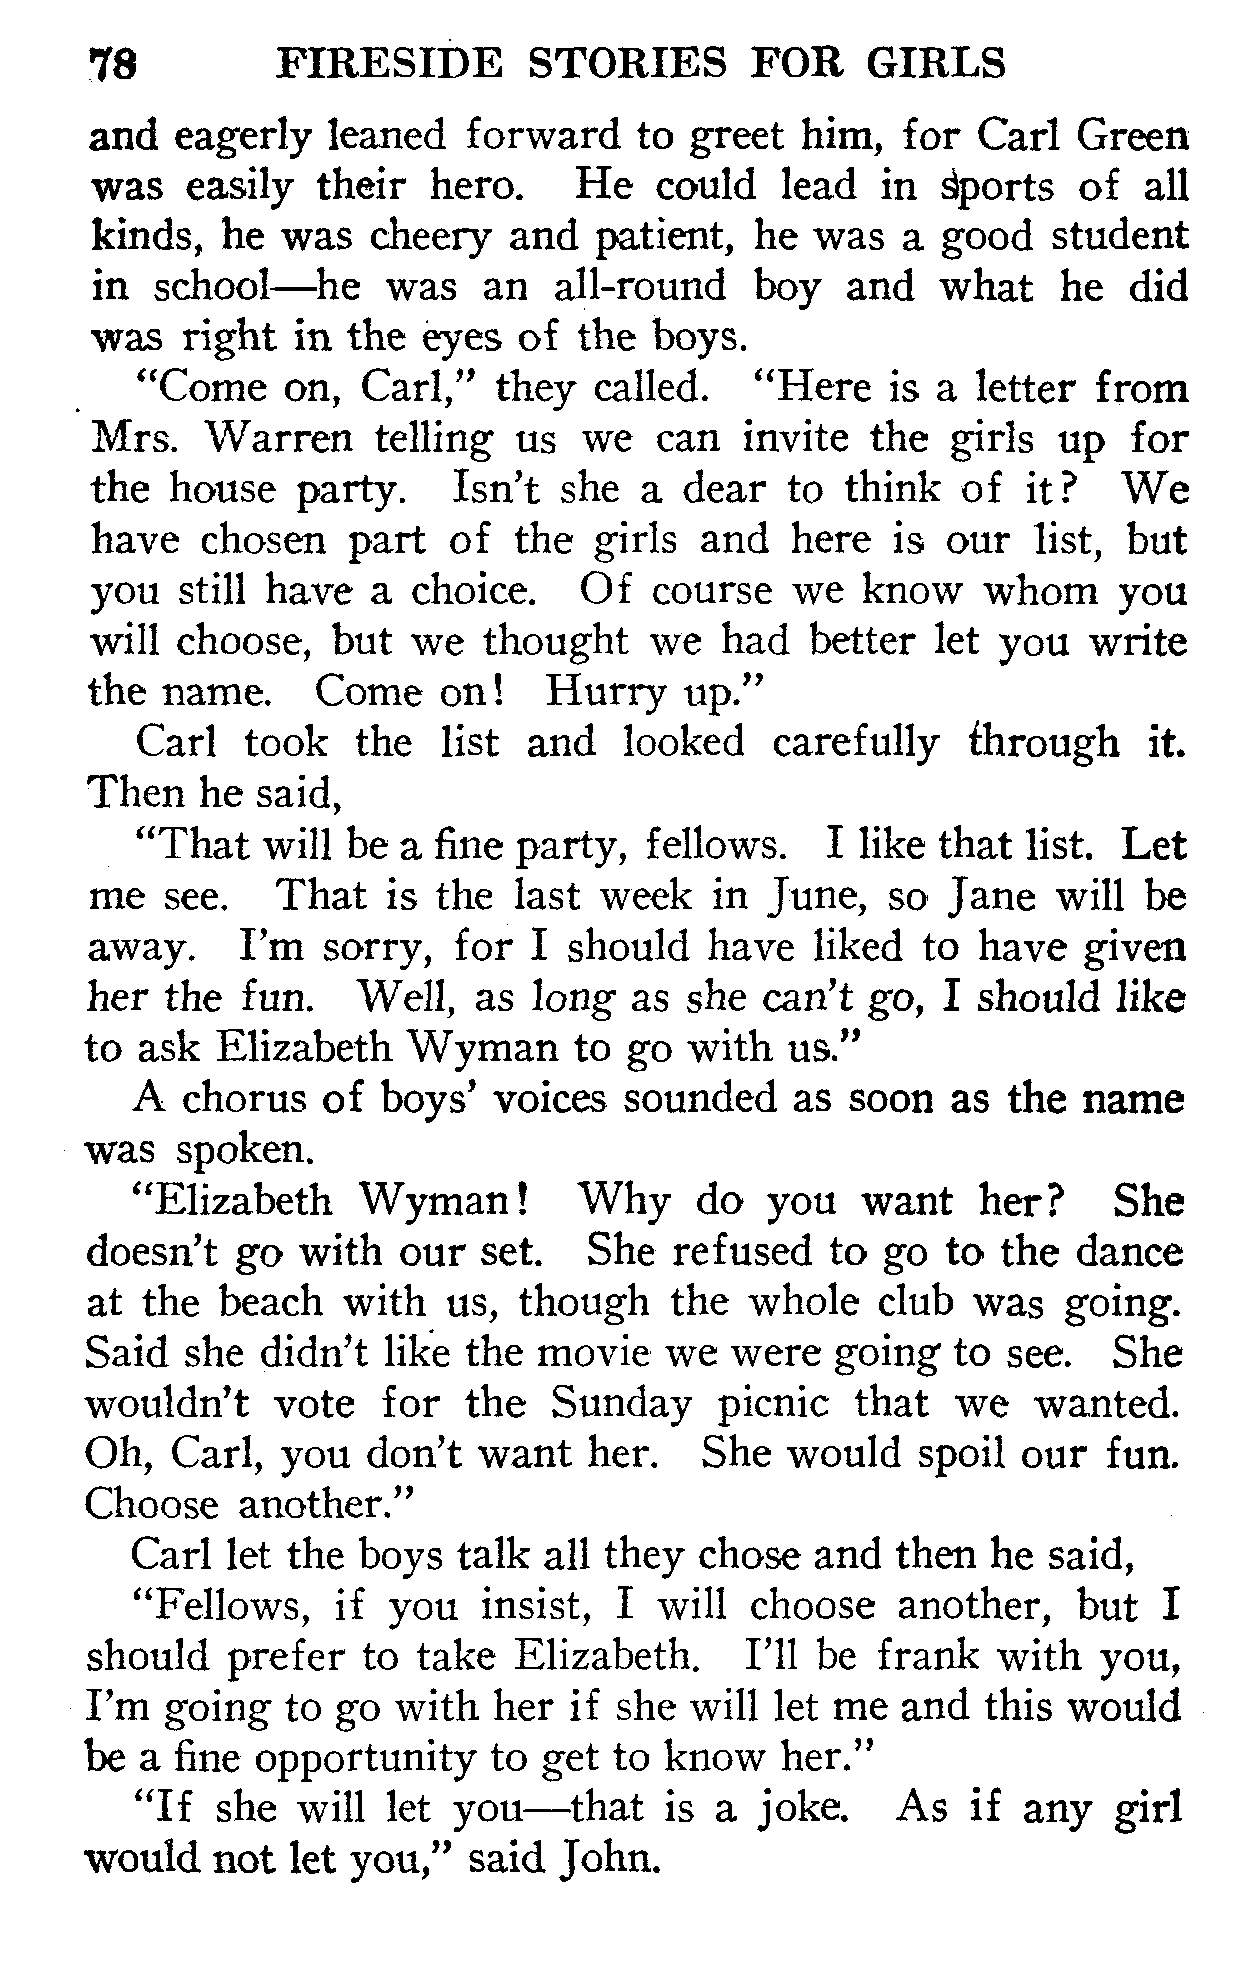 78 FIRESIDE STORIES FOR GIRLS
and eagerly leaned forward to greet him, for Carl Green
was easily their hero. He could lead in sports of all
kinds, he was cheery and patient, he was a good student
in school—he was an all-round boy and what he did
was right in the eyes of the boys.
“Come on, Carl,” they called. “Here is a letter from
Mrs. Warren telling us we can invite the girls up for
the house party. Isn’t she a dear to think of it? We
have chosen part of the girls and here is our list, but
you still have a choice. Of course we know whom you
will choose, but we thought we had better let you write
the name. Come on! Hurry up.”
Carl took the list and looked carefully through it.
Then he said,
“That will be a fine party, fellows. I like that list. Let
me see. That is the last week in June, so Jane will be
away. I’m sorry, for I should have liked to have given
her the fun. Well, as long as she can’t go, I should like
to ask Elizabeth Wyman to go with us.”
A chorus of boys’ voices sounded as soon as the name
was spoken.
“Elizabeth Wyman! Why do you want her? She
doesn’t go with our set. She refused to go to the dance
at the beach with us, though the whole club was going.
Said she didn’t like the movie we were going to see. She
wouldn’t vote for the Sunday picnic that we wanted.
Oh, Carl, you don’t want her. She would spoil our fun.
Choose another.”
Carl let the boys talk all they chose and then he said,
“Fellows, if you insist, I will choose another, but I
should prefer to take Elizabeth. I’ll be frank with you,
I’m going to go with her if she will let me and this would
be a fine opportunity to get to know her.”
“If she will let you—that is a joke. As if any girl
would not let you,” said John.